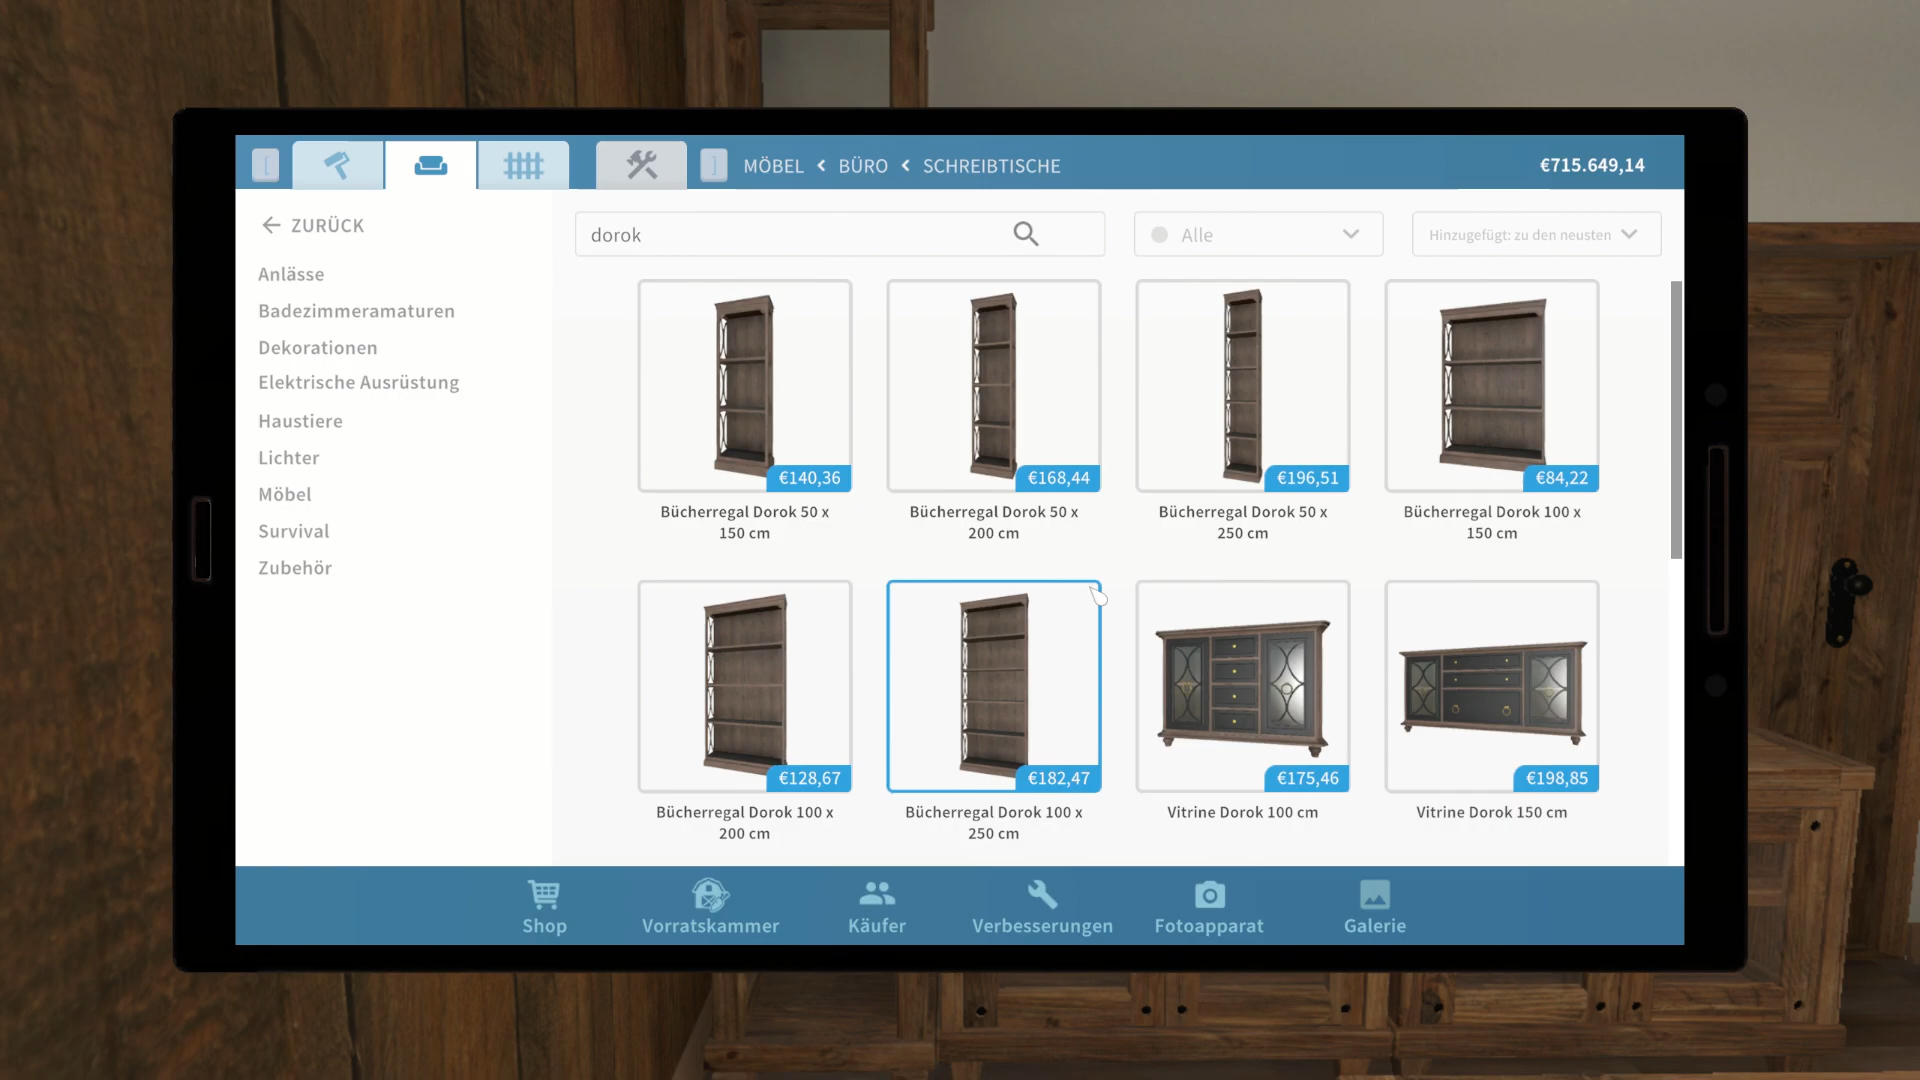 [
]
MÖBEL < BÜRO < SCHREIBTISCHE
€715.649,14
ZURÜCK
dorok
Alle
Hinzugefügt: zu den neusten
Anlässe
Badezimmeramaturen
Dekorationen
Elektrische Ausrüstung
Haustiere
Lichter
Möbel
Survival
Zubehör
€140,36
€168,44
€196,51
€84,22
Bücherregal Dorok 50 x
150 cm
Bücherregal Dorok 50 x
200 cm
Bücherregal Dorok 50 x
250 cm
Bücherregal Dorok 100 x
150 cm
€128,67
€182,47
€175,46
€198,85
Bücherregal Dorok 100 x
200 cm
Bücherregal Dorok 100 x
250 cm
Vitrine Dorok 100 cm
Vitrine Dorok 150 cm
Shop
Vorratskammer
Käufer
Verbesserungen
Fotoapparat
Galerie